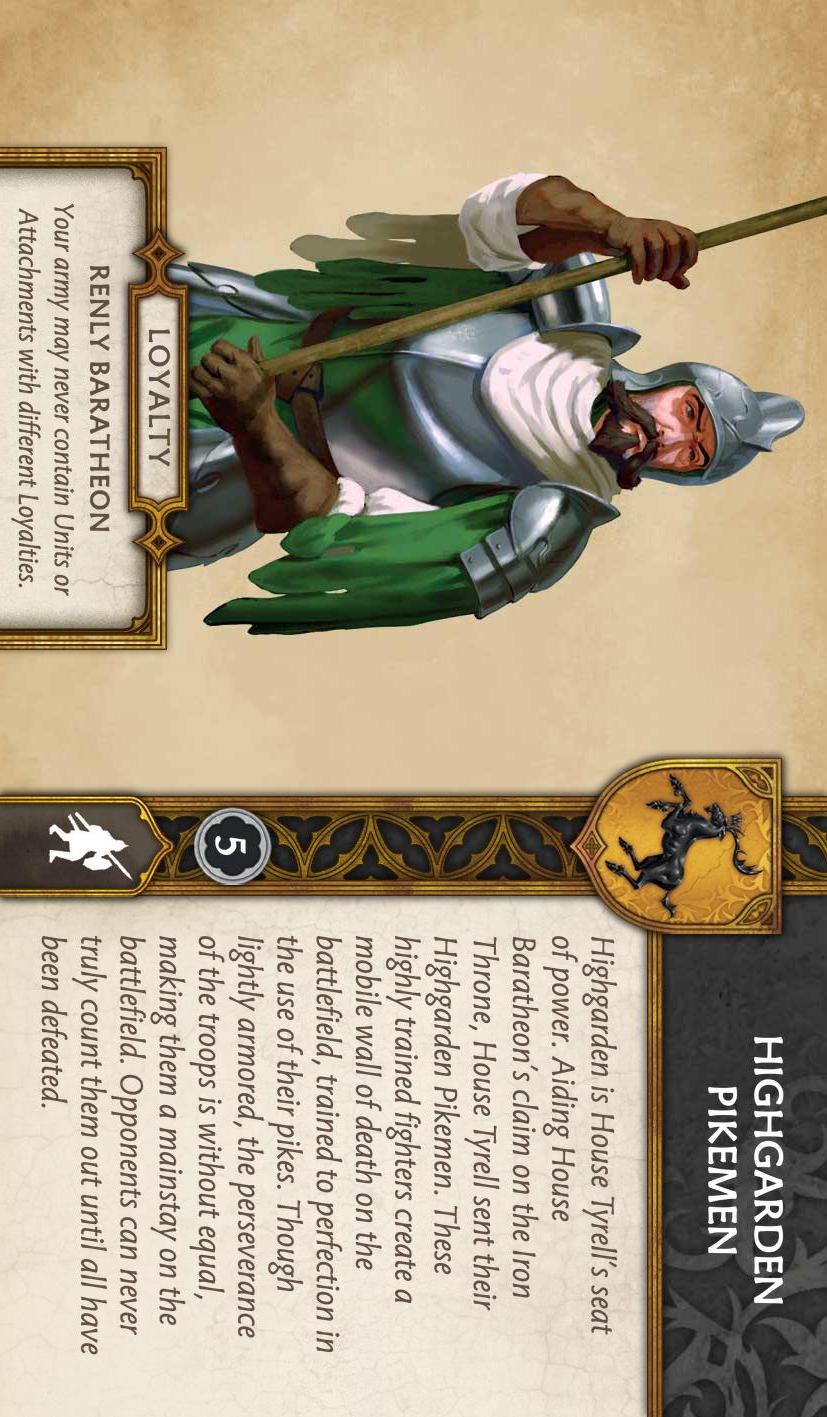 LOYALTY
RENLY BARATHEON
Your army may never contain Units or
Attachments with different Loyalties.
5
HIGHGARDEN
PIKEMEN
Highgarden is House Tyrell's seat
of power. Aiding House
Baratheon's claim on the Iron
Throne, House Tyrell sent their
Highgarden Pikemen. These
highly trained fighters create a
mobile wall of death on the
battlefield, trained to perfection in
the use of their pikes. Though
lightly armored, the perseverance
of the troops is without equal,
making them a mainstay on the
battlefield. Opponents can never
truly count them out until all have
been defeated.